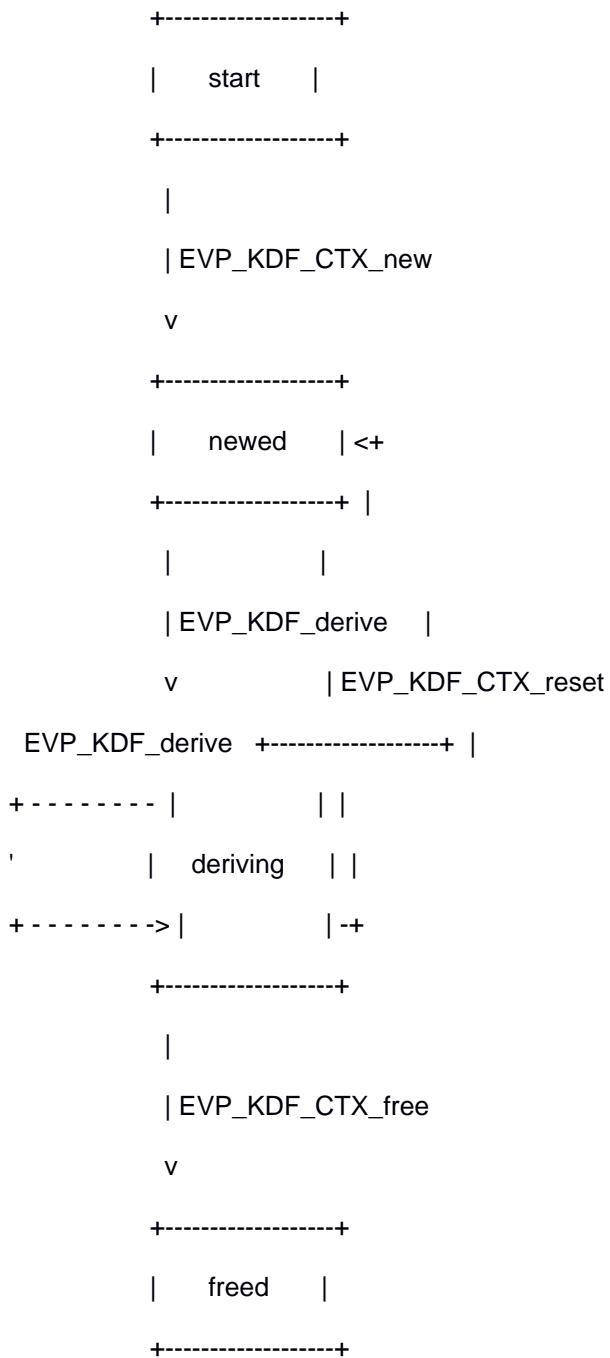 +-------------------+
| start |
+-------------------+
|
| EVP_KDF_CTX_new
v
+-------------------+
| newed | <+
+-------------------+ |
| |
| EVP_KDF_derive |
v | EVP_KDF_CTX_reset
EVP_KDF_derive +-------------------+ |
+ - - - - - - - - | | |
' | deriving | |
+ - - - - - - - -> | | -+
+-------------------+
|
| EVP_KDF_CTX_free
v
+-------------------+
| freed |
+-------------------+